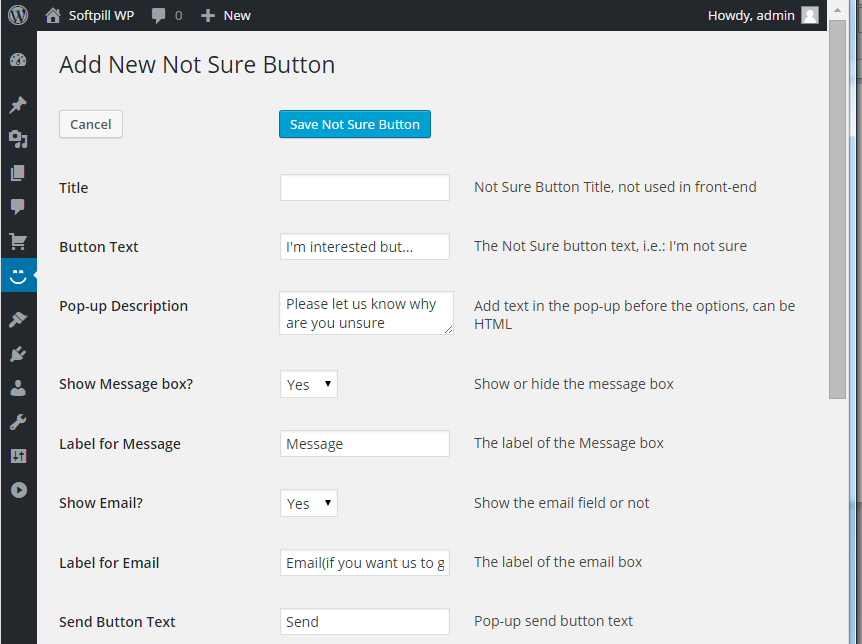 Softpill WP 0 New Howdy, admin
Add New Not Sure Button
Cancel Save Not Sure Button
Title Not Sure Button Title, not used in front-end
Button Text I'm interested but... The Not Sure button text, i.e.: I'm not sure
Pop-up Description Please let us know why Add text in the pop-up before the options, can be
are you unsure HTML
Show Message box? Yes Show or hide the message box
Label for Message Message The label of the Message box
Show Email? Yes Show the email field or not
Label for Email Email(if you want us to g The label of the email box
Send Button Text Send Pop-up send button text